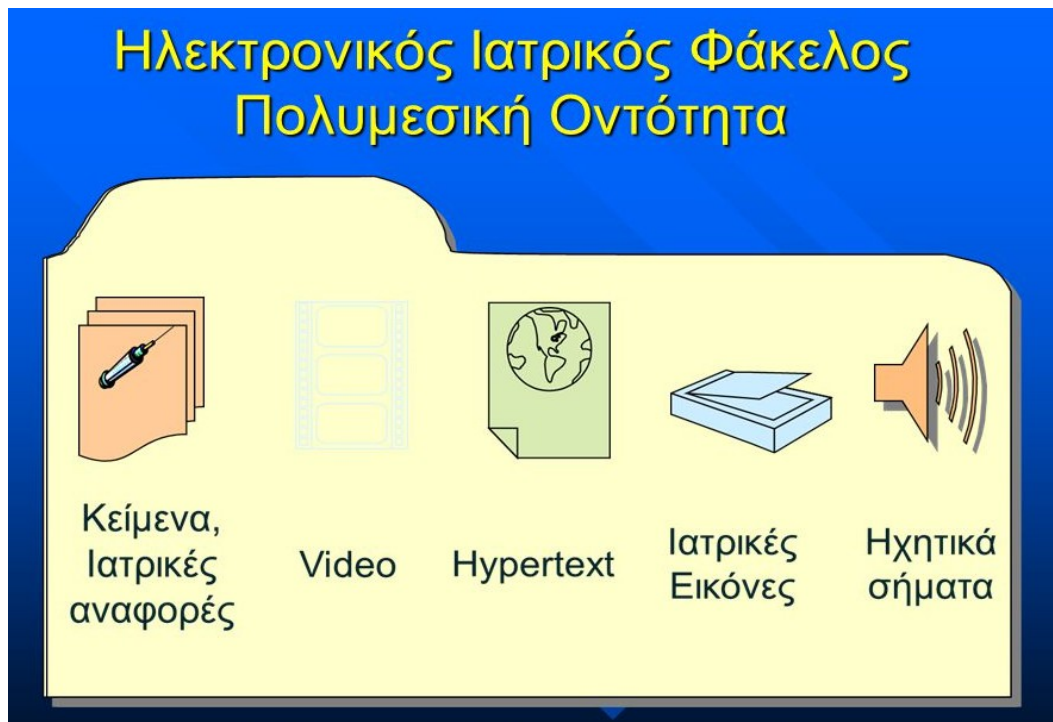 Ηλεκτρονικός Ιατρικός Φάκελος
Πολυμεσική Οντότητα
Κείμενα,
Ιατρικές
αναφορές
Video
Hypertext
Ιατρικές
Εικόνες
Ηχητικά
σήματα